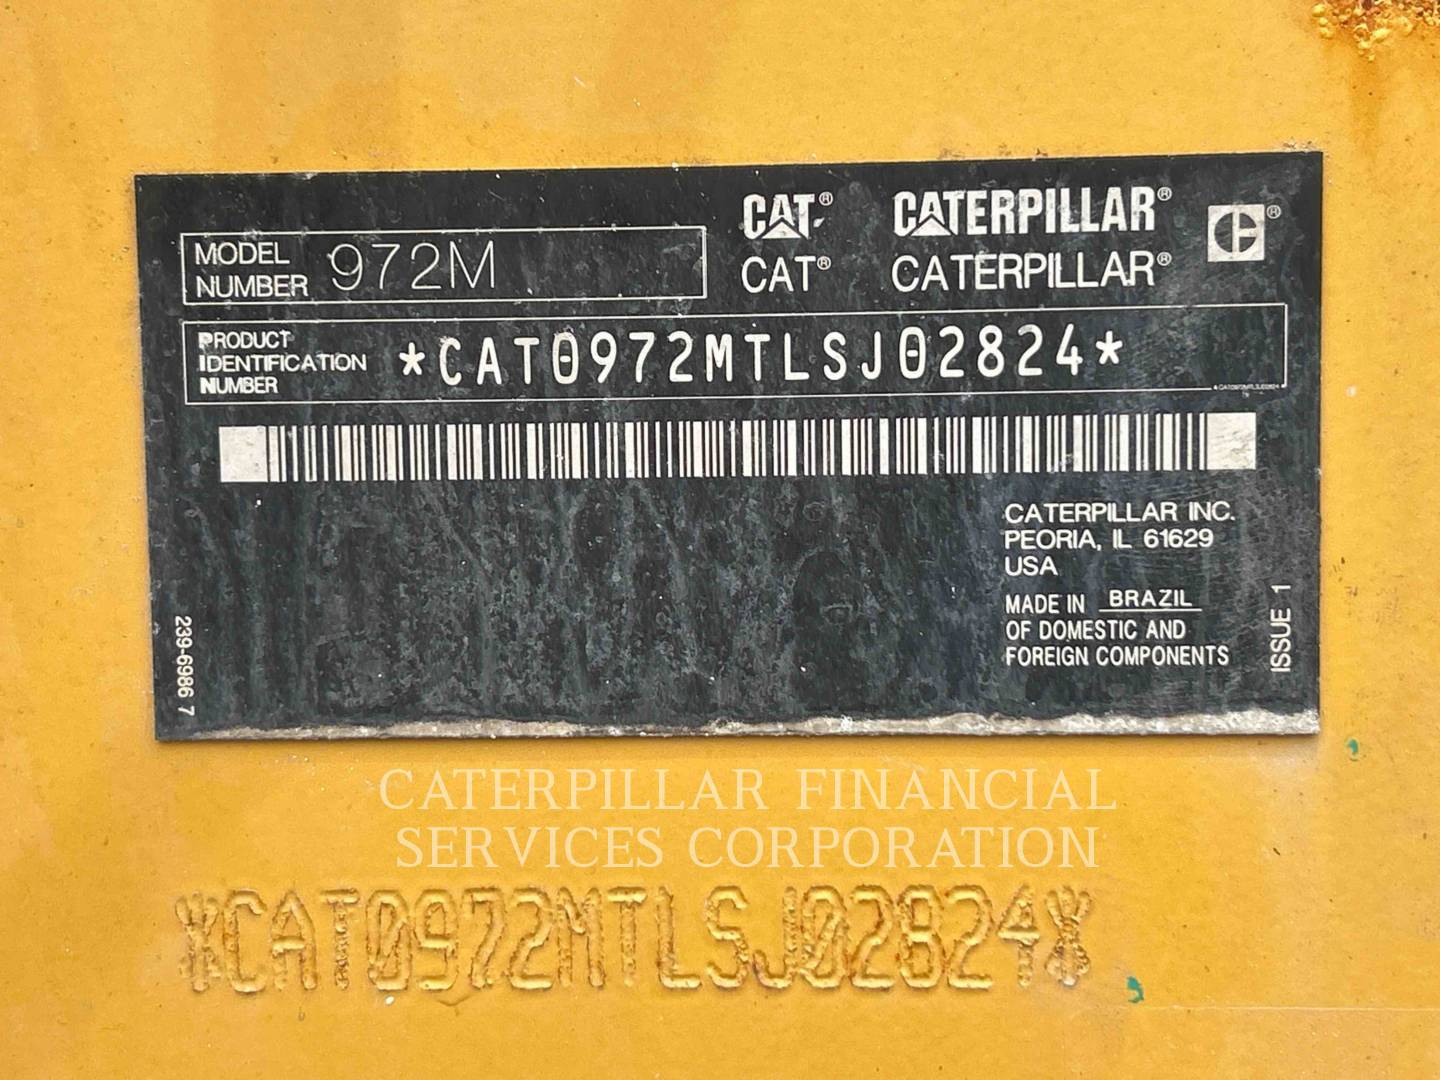 CAT® CATERPILLAR® ®
CAT® CATERPILLAR®
MODEL
NUMBER 972M
PRODUCT
IDENTIFICATION
NUMBER *CAT0972MTLSJ02824*
*CAT0972MTLSJ02824*
CATERPILLAR INC.
PEORIA, IL 61629
USA
MADE IN BRAZIL
OF DOMESTIC AND
FOREIGN COMPONENTS
ISSUE 1
239-6986 7
CATERPILLAR FINANCIAL
SERVICES CORPORATION
*CAT0972MTLSJ02824*